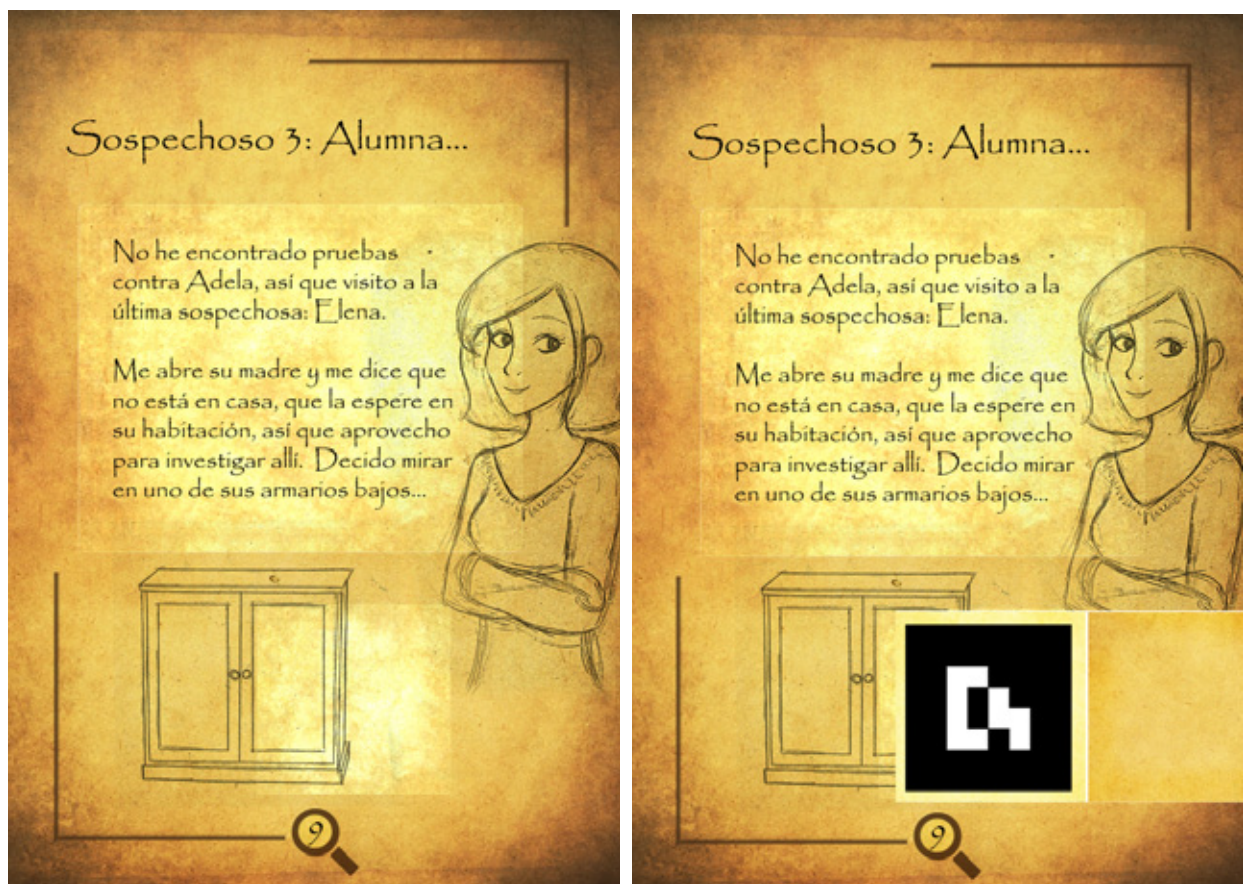 Sospechoso 3: Alumna...
No he encontrado pruebas
contra Adela, así que visito a la
última sospechosa: Elena.
Me abre su madre y me dice que
no está en casa, que la espere en
su habitación, así que aprovecho
para investigar allí. Decido mirar
en uno de sus armarios bajos...
9
Sospechoso 3: Alumna...
No he encontrado pruebas
contra Adela, así que visito a la
última sospechosa: Elena.
Me abre su madre y me dice que
no está en casa, que la espere en
su habitación, así que aprovecho
para investigar allí. Decido mirar
en uno de sus armarios bajos...
9